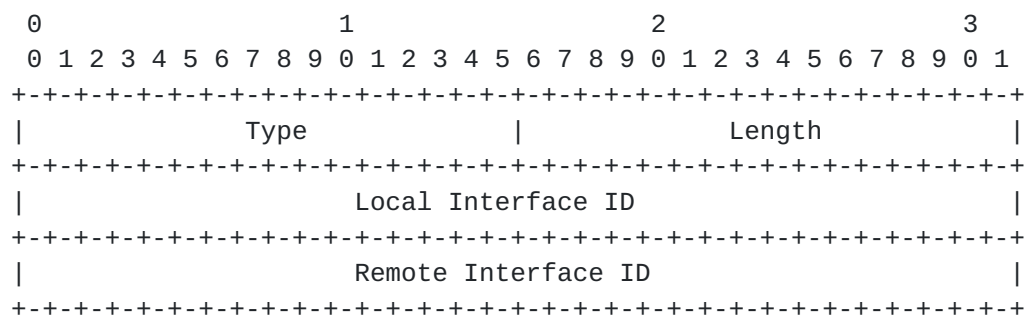 0                   1                   2                   3
 0 1 2 3 4 5 6 7 8 9 0 1 2 3 4 5 6 7 8 9 0 1 2 3 4 5 6 7 8 9 0 1
+-+-+-+-+-+-+-+-+-+-+-+-+-+-+-+-+-+-+-+-+-+-+-+-+-+-+-+-+-+-+-+-+
|              Type             |             Length            |
+-+-+-+-+-+-+-+-+-+-+-+-+-+-+-+-+-+-+-+-+-+-+-+-+-+-+-+-+-+-+-+-+
|                     Local Interface ID                        |
+-+-+-+-+-+-+-+-+-+-+-+-+-+-+-+-+-+-+-+-+-+-+-+-+-+-+-+-+-+-+-+-+
|                     Remote Interface ID                       |
+-+-+-+-+-+-+-+-+-+-+-+-+-+-+-+-+-+-+-+-+-+-+-+-+-+-+-+-+-+-+-+-+